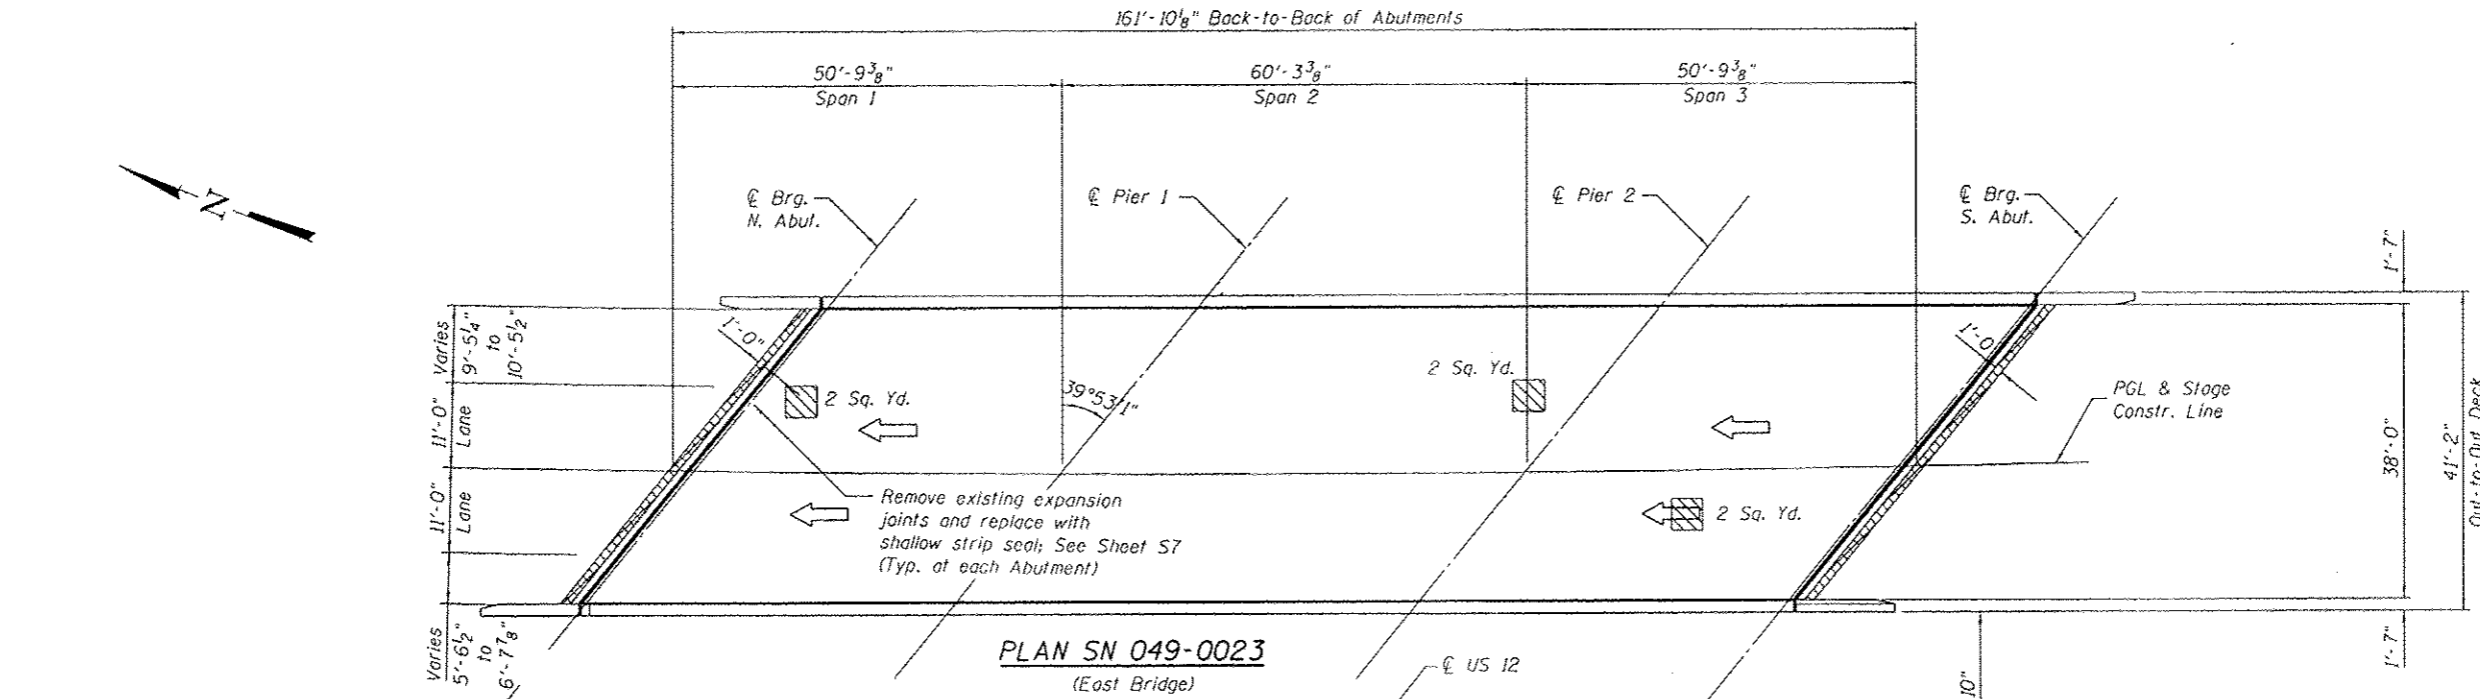 161'-10⅛" Back-to-Back of Abutments
50'-9⅜"
Span 1
60'-3⅜"
Span 2
50'-9⅜"
Span 3
N
℄ Brg.
N. Abut.
℄ Pier 1
℄ Pier 2
℄ Brg.
S. Abut.
1'-7"
Varies
9'-5¼"
to
10'-5½"
11'-0"
Lane
11'-0"
Lane
Varies
5'-6½"
to
6'-7⅞"
1'-0"
2 Sq. Yd.
39°53'1"
2 Sq. Yd.
1'-0
PGL & Stage
Constr. Line
38'-0"
41'-2"
Out-to-Out Deck
Remove existing expansion
joints and replace with
shallow strip seal; See Sheet S7
(Typ. at each Abutment)
2 Sq. Yd.
1'-7"
10"
PLAN SN 049-0023
(East Bridge)
℄ US 12